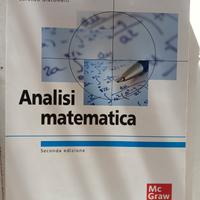 Analisi
matematica
Seconda edizione
Mc
Graw